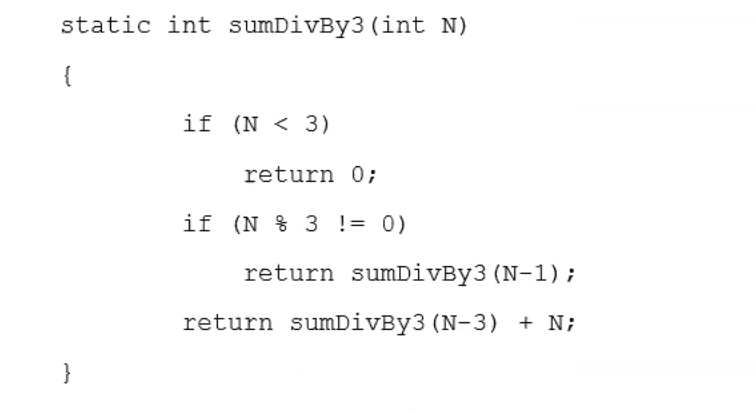 static int sumDivBy3(int N)
{
if (N < 3)
return 0;
if (N % 3 != 0)
return sumDivBy3(N-1);
return sumDivBy3(N-3) + N;
}